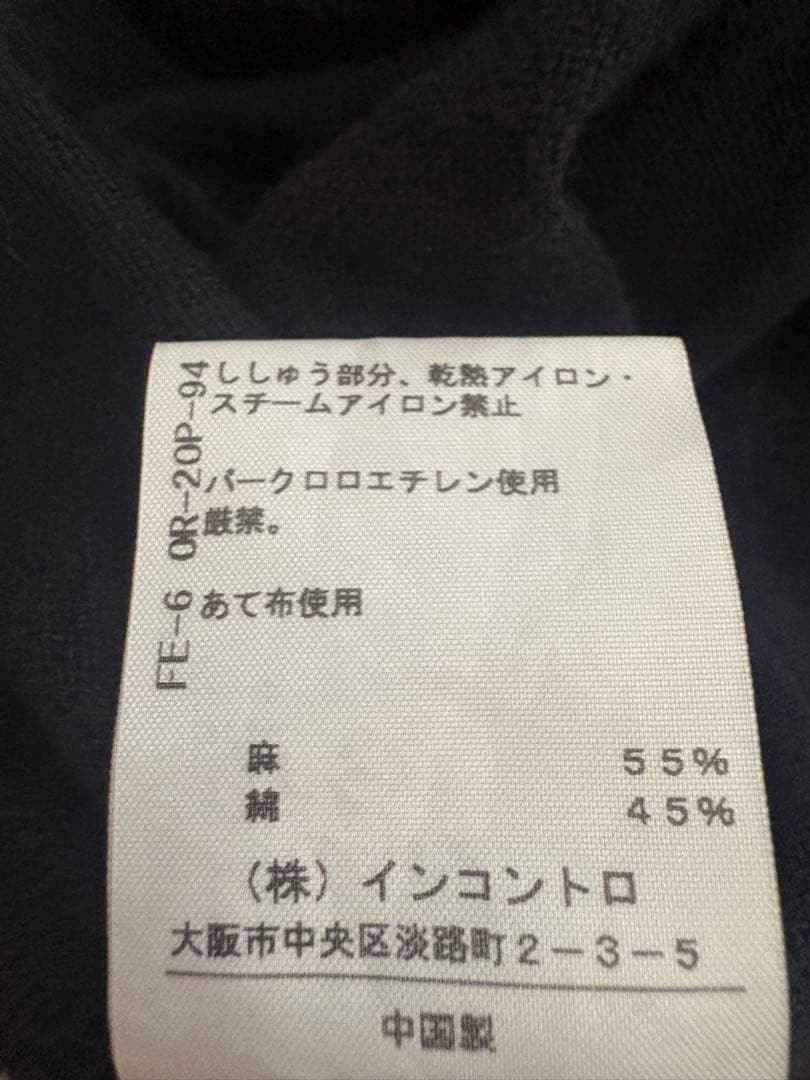 ししゅう部分、乾熱アイロン・
スチームアイロン禁止
パークロロエチレン使用
厳禁。
あて布使用
FE-6 OR-20P-94
麻 55%
綿 45%
(株)インコントロ
大阪市中央区淡路町2-3-5
中国製